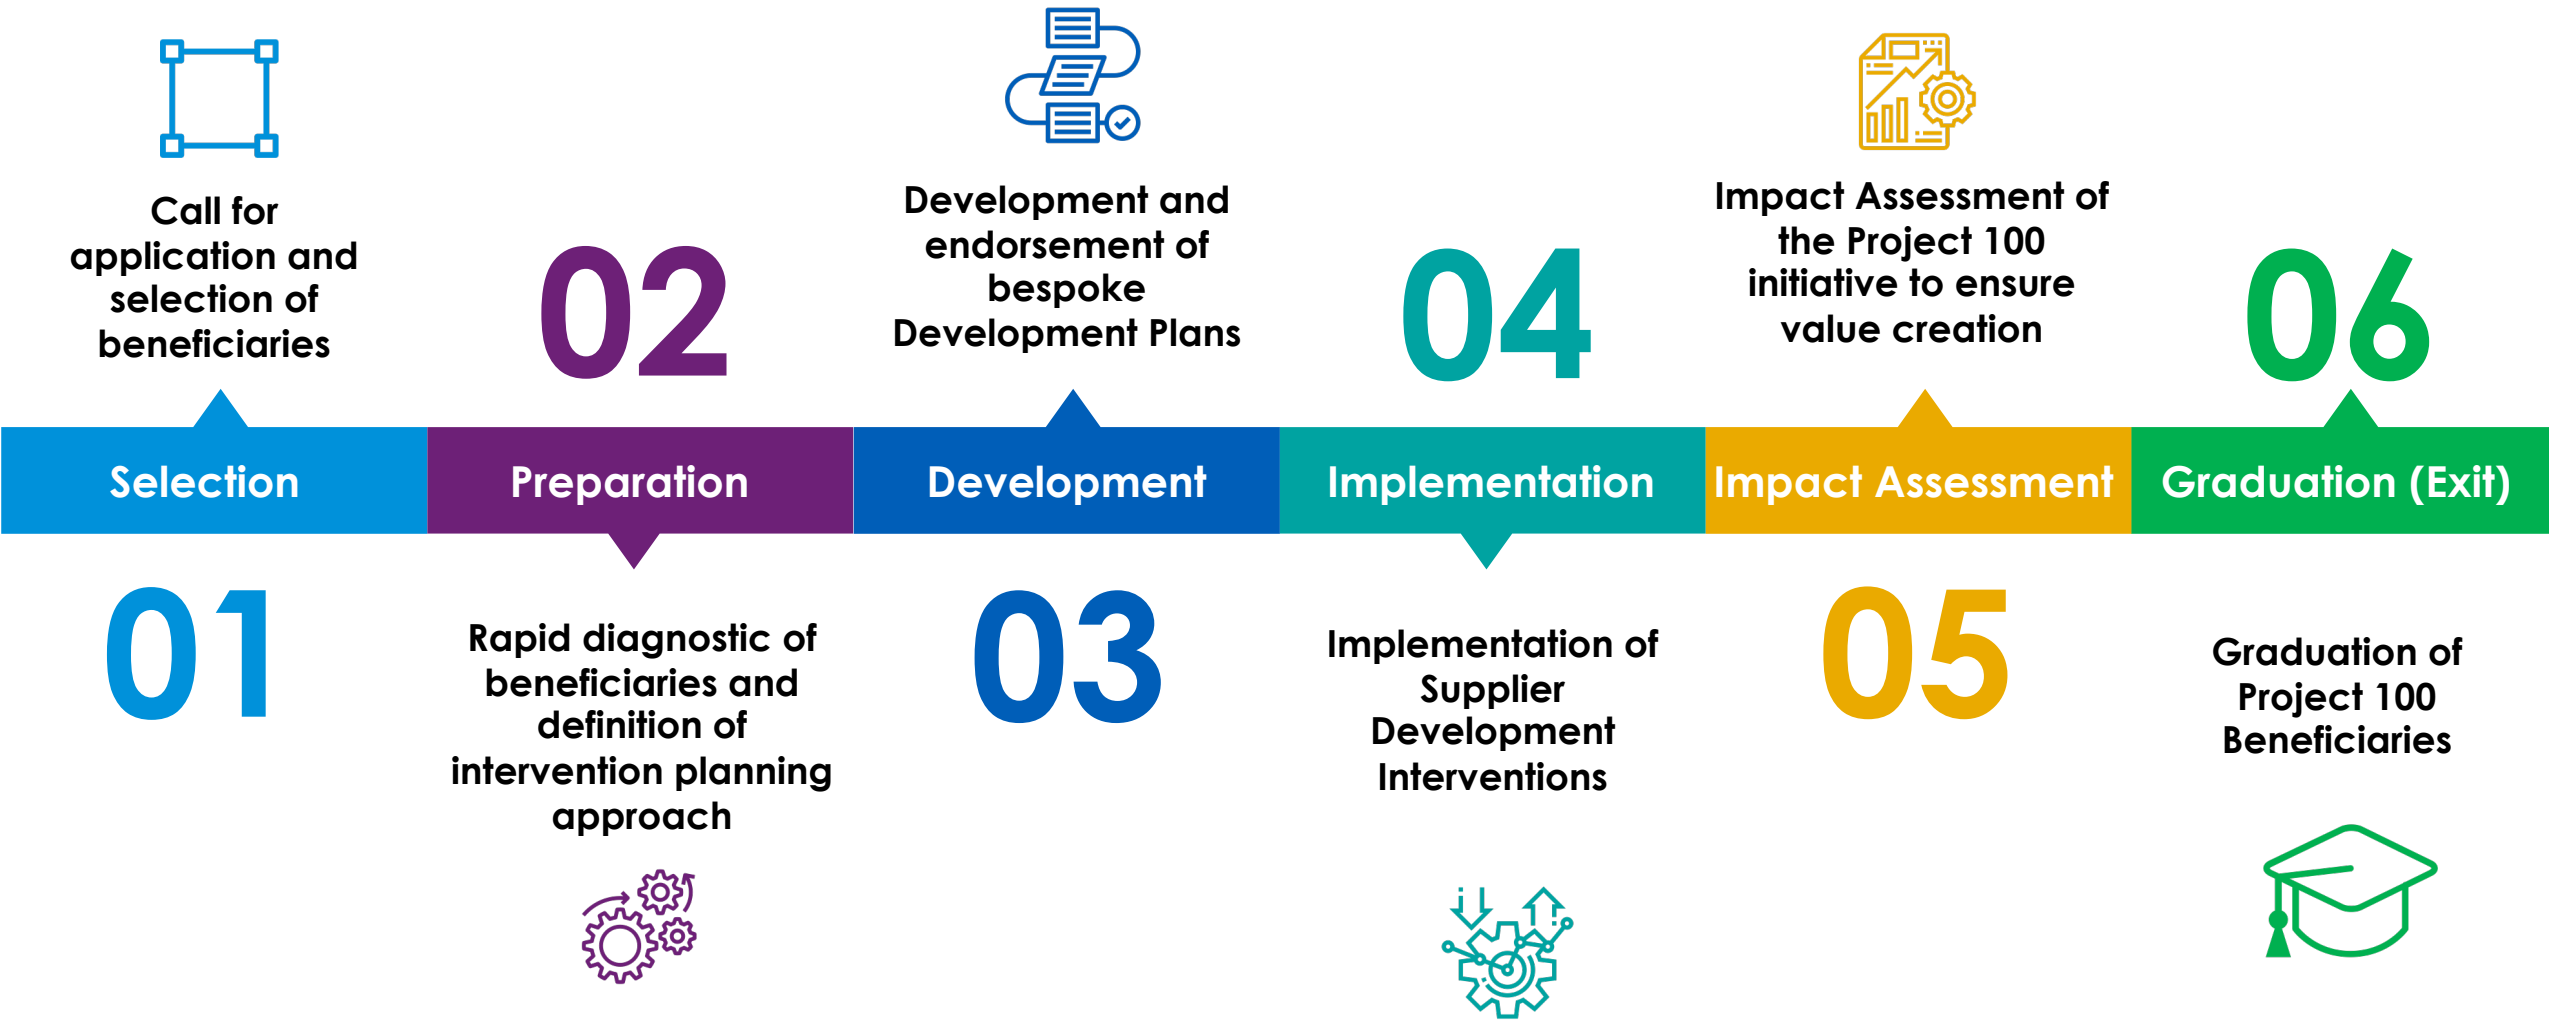 Call for
application and
selection of
beneficiaries
Selection
01
02
Preparation
Rapid diagnostic of
beneficiaries and
definition of
intervention planning
approach
Development and
endorsement of
bespoke
Development Plans
Development
03
04
Implementation
Implementation of
Supplier
Development
Interventions
Impact Assessment of
the Project 100
initiative to ensure
value creation
Impact Assessment
05
06
Graduation (Exit)
Graduation of
Project 100
Beneficiaries